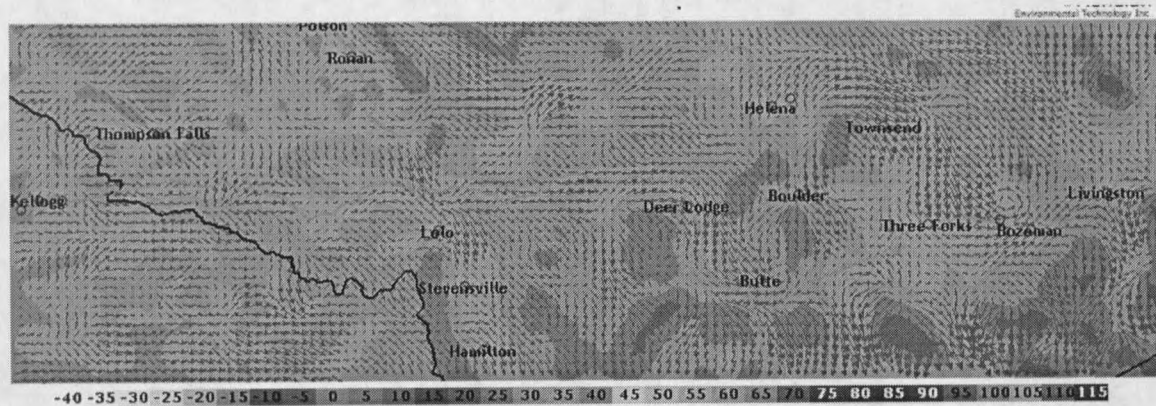 Environmental Technology Inc
Polson
Ronan
Helena
Thompson Falls
Townsend
Kellogg
Deer Lodge
Boulder
Livingston
Lolo
Three Forks
Bozeman
Stevensville
Butte
Hamilton
-40 -35 -30 -25 -20 -15 -10 -5 0 5 10 15 20 25 30 35 40 45 50 55 60 65 70 75 80 85 90 95 100 105 110 115